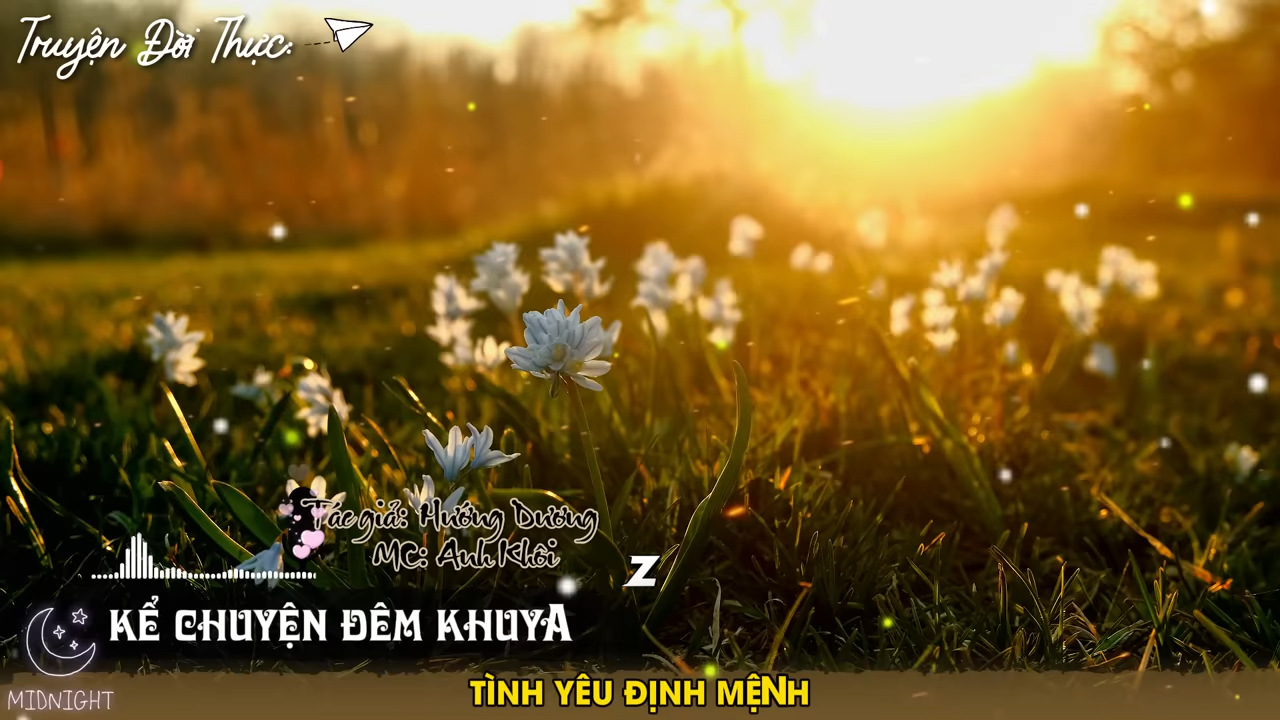 Truyện Đời Thực:
Tác giả: Hướng Dương
MC: Anh Khôi
Z
KỂ CHUYỆN ĐÊM KHUYA
MIDNIGHT
TÌNH YÊU ĐỊNH MỆNH